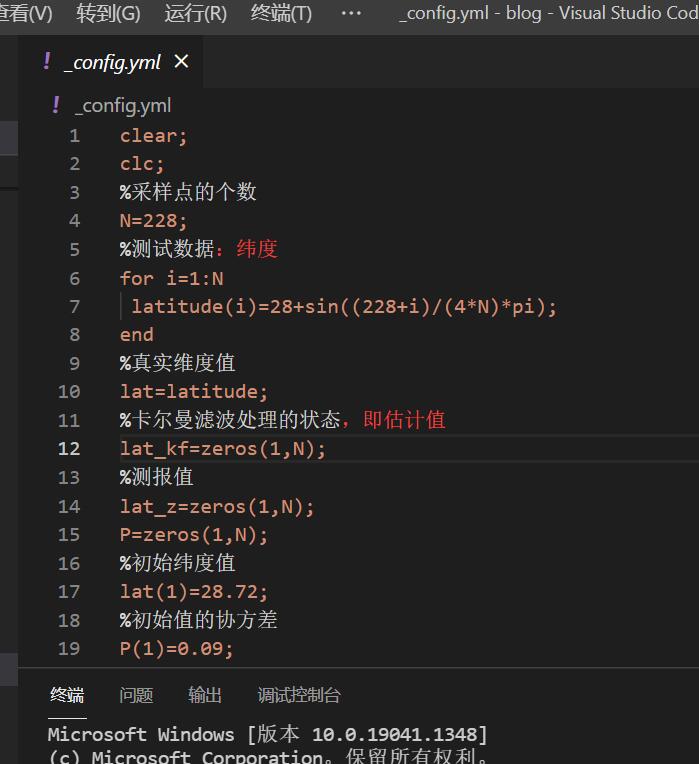 查看(V) 转到(G) 运行(R) 终端(T) ··· _config.yml - blog - Visual Studio Cod
! _config.yml ×
! _config.yml
1 clear;
2 clc;
3 %采样点的个数
4 N=228;
5 %测试数据：纬度
6 for i=1:N
7 latitude(i)=28+sin((228+i)/(4*N)*pi);
8 end
9 %真实维度值
10 lat=latitude;
11 %卡尔曼滤波处理的状态，即估计值
12 lat_kf=zeros(1,N);
13 %测报值
14 lat_z=zeros(1,N);
15 P=zeros(1,N);
16 %初始纬度值
17 lat(1)=28.72;
18 %初始值的协方差
19 P(1)=0.09;
终端 问题 输出 调试控制台
Microsoft Windows [版本 10.0.19041.1348]
(c) Microsoft Corporation。保留所有权利。